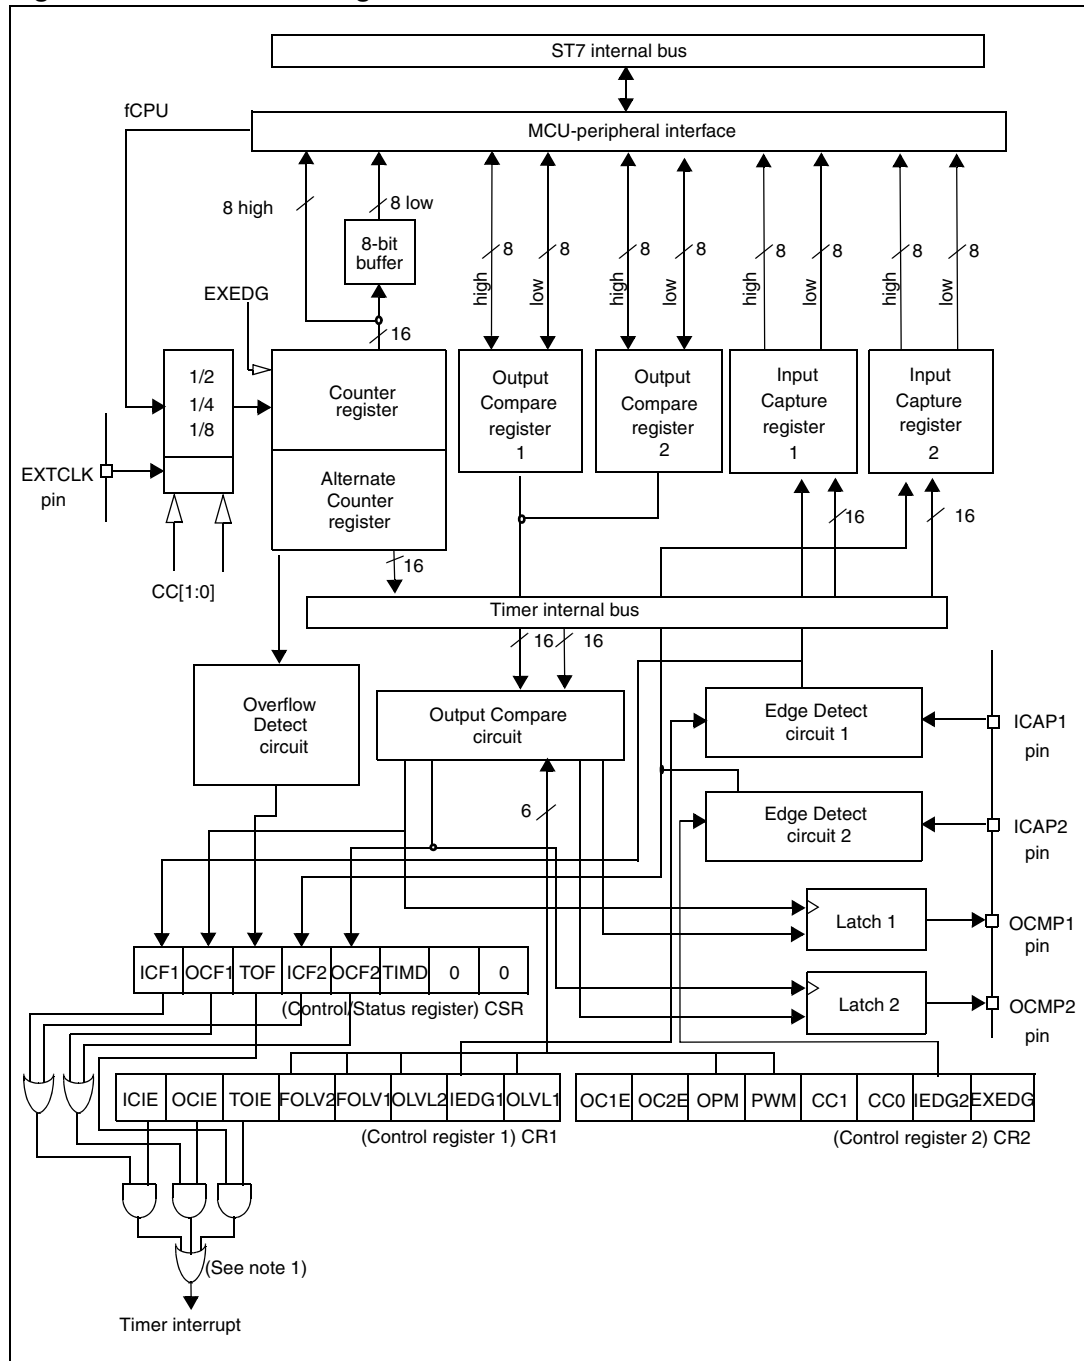 ST7 internal bus
fCPU
MCU-peripheral interface
8 high
8 low
8-bit
buffer
8
8
8
8
8
8
8
8
high
low
high
low
high
low
high
low
EXEDG
16
1/2
1/4
1/8
Counter
register
Output
Compare
register
1
Output
Compare
register
2
Input
Capture
register
1
Input
Capture
register
2
EXTCLK
pin
Alternate
Counter
register
16
16
16
CC[1:0]
Timer internal bus
16
16
Overflow
Detect
circuit
Output Compare
circuit
Edge Detect
circuit 1
ICAP1
pin
6
Edge Detect
circuit 2
ICAP2
pin
Latch 1
OCMP1
pin
ICF1 OCF1 TOF ICF2 OCF2 TIMD 0 0
(Control/Status register) CSR
Latch 2
OCMP2
pin
ICIE OCIE TOIE FOLV2 FOLV1 OLVL2 IEDG1 OLVL1
(Control register 1) CR1
OC1E OC2E OPM PWM CC1 CC0 IEDG2 EXEDG
(Control register 2) CR2
(See note 1)
Timer interrupt